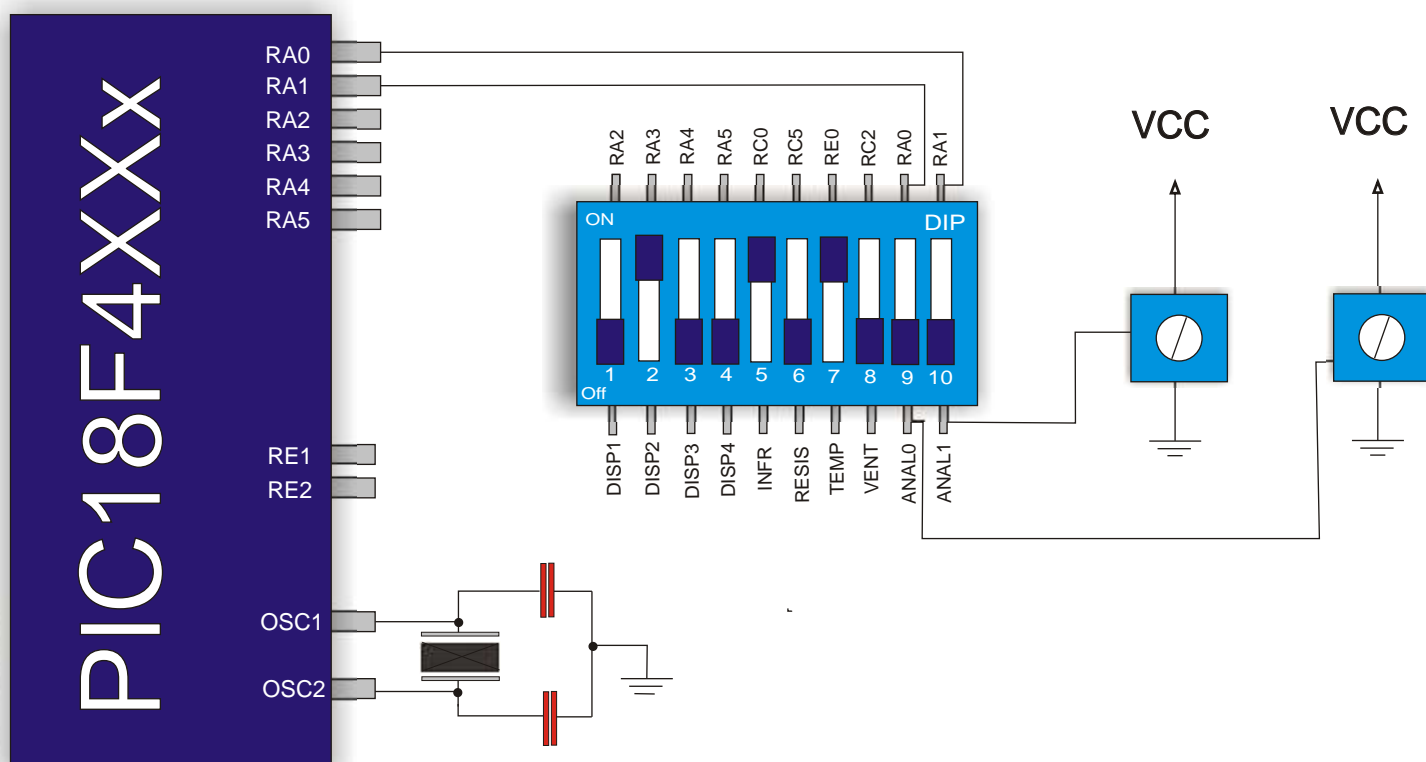 PIC18F4XXx
RA0
RA1
RA2
RA3
RA4
RA5
RE1
RE2
OSC1
OSC2
RA2 RA3 RA4 RA5 RC0 RC5 RE0 RC2 RA0 RA1
ON DIP
1 2 3 4 5 6 7 8 9 10
Off
DISP1 DISP2 DISP3 DISP4 INFR RESIS TEMP VENT ANAL0 ANAL1
VCC VCC